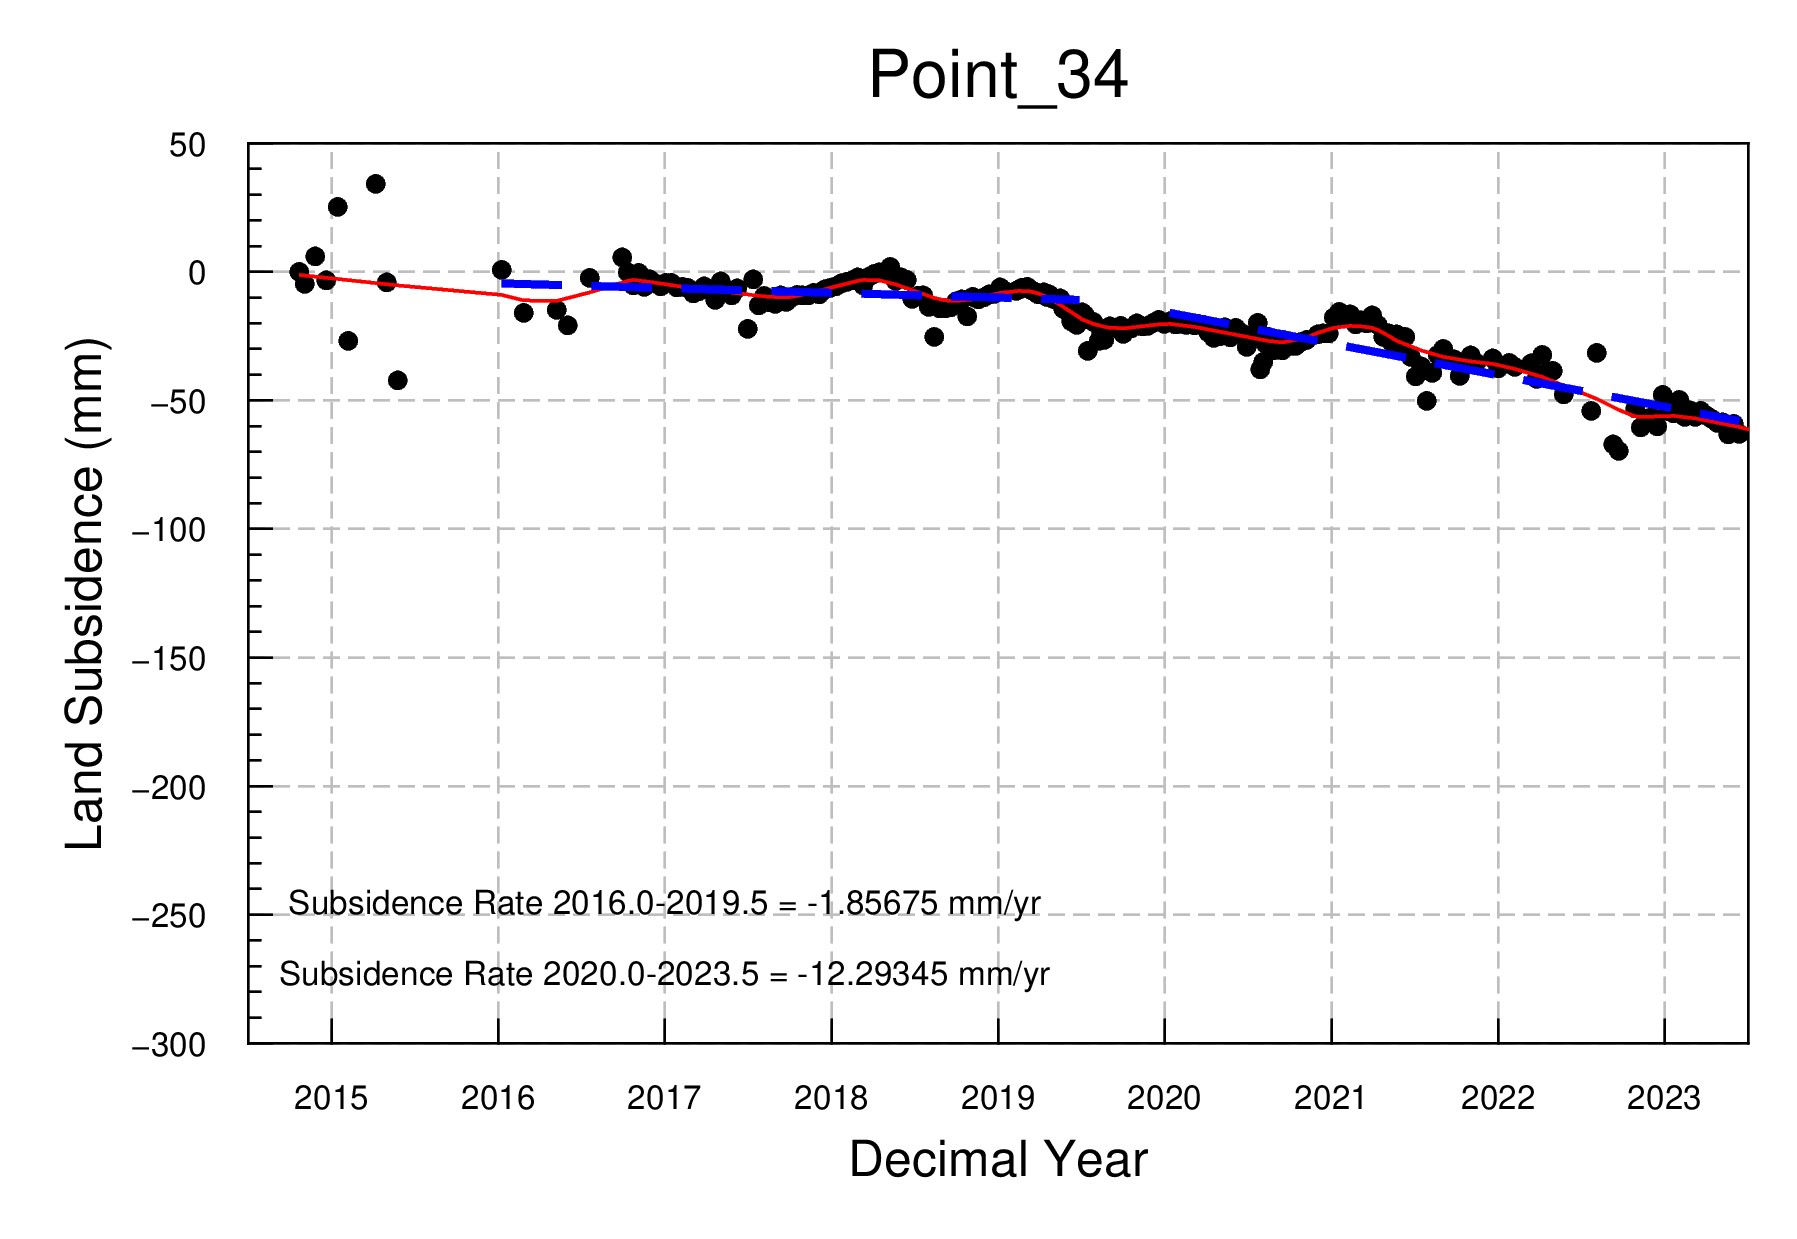 Point_34
50
0
−50
−100
−150
−200
−250
−300
Land Subsidence (mm)
Subsidence Rate 2016.0-2019.5 = -1.85675 mm/yr
Subsidence Rate 2020.0-2023.5 = -12.29345 mm/yr
2015 2016 2017 2018 2019 2020 2021 2022 2023
Decimal Year